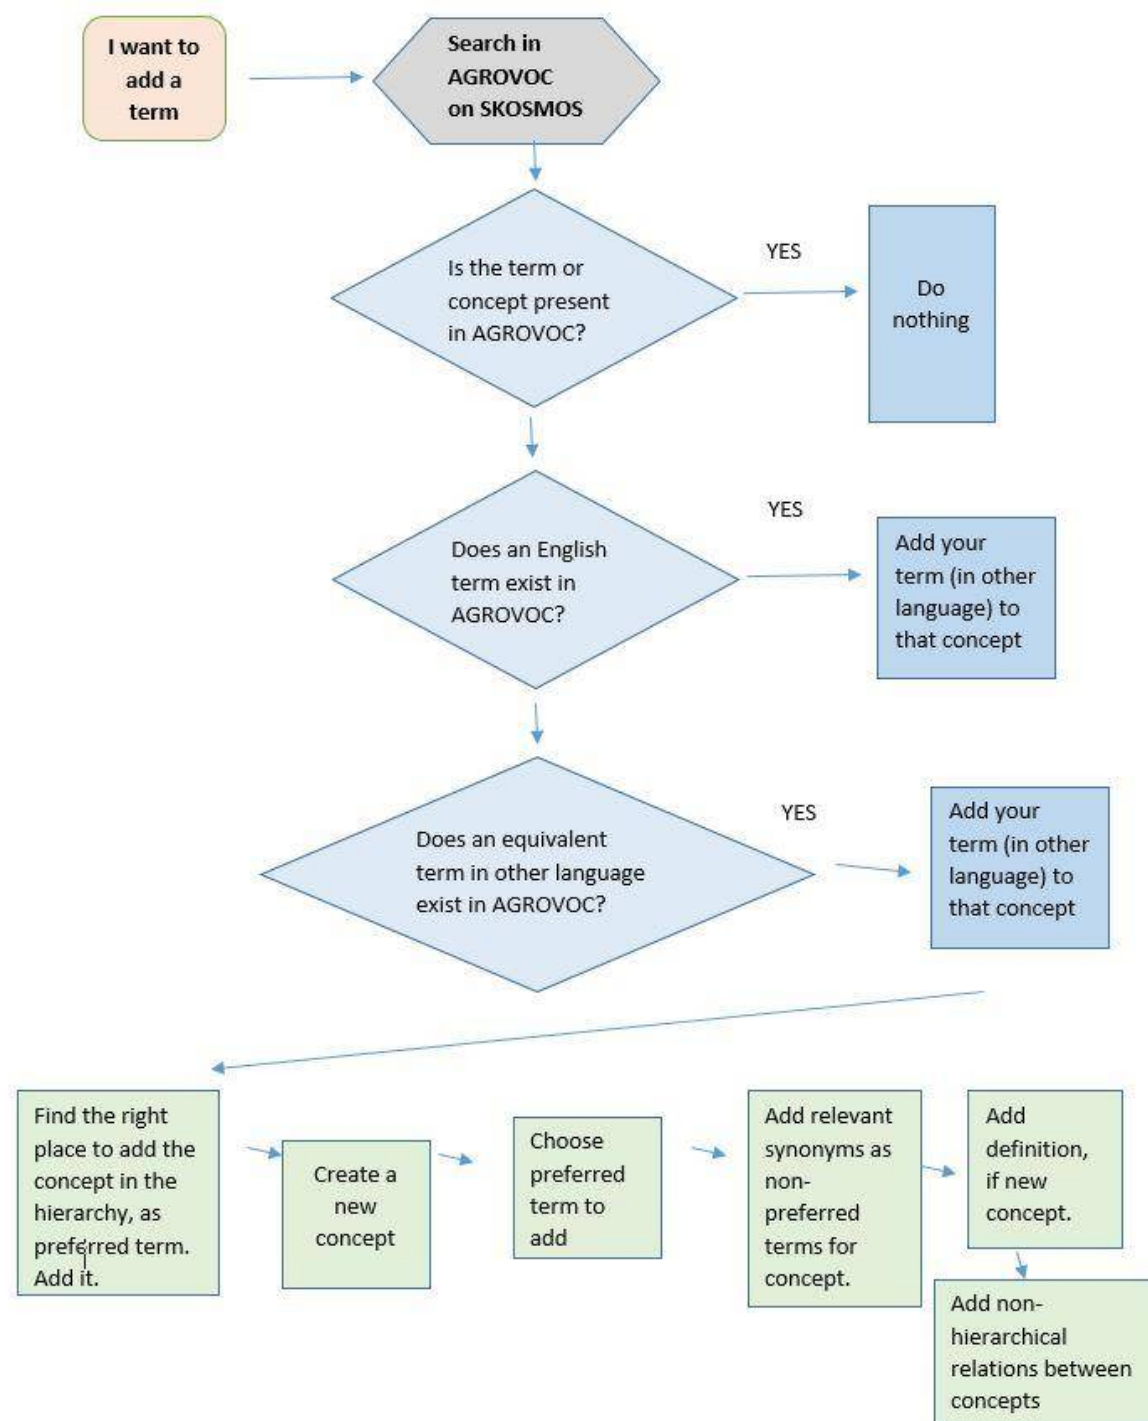 I want to
add a
term
Search in
AGROVOC
on SKOSMOS
Is the term or
concept present
in AGROVOC?
YES
Do
nothing
Does an English
term exist in
AGROVOC?
YES
Add your
term (in other
language) to
that concept
Does an equivalent
term in other language
exist in AGROVOC?
YES
Add your
term (in other
language) to
that concept
Find the right
place to add the
concept in the
hierarchy, as
preferred term.
Add it.
Create a
new
concept
Choose
preferred
term to
add
Add relevant
synonyms as
non-
preferred
terms for
concept.
Add
definition,
if new
concept.
Add non-
hierarchical
relations between
concepts